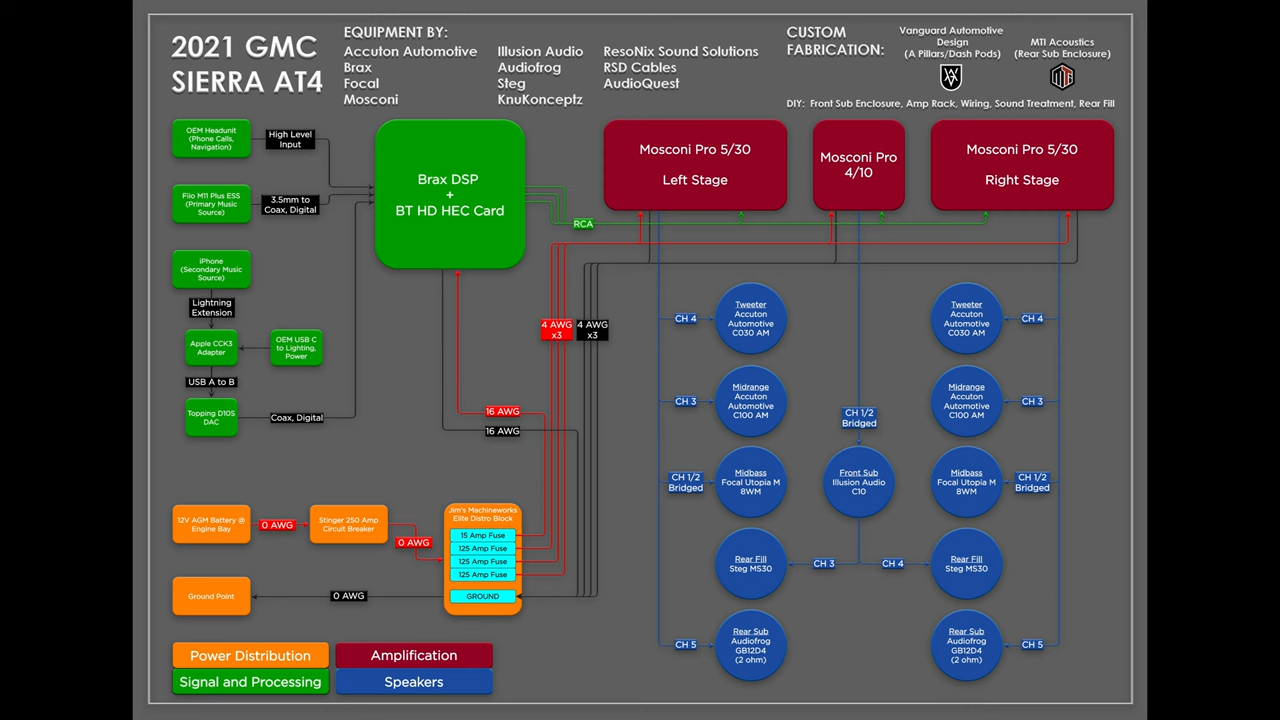 2021 GMC
SIERRA AT4
EQUIPMENT BY:
Accuton Automotive
Brax
Focal
Mosconi
Illusion Audio
Audiofrog
Steg
KnuKonceptz
ResoNix Sound Solutions
RSD Cables
AudioQuest
CUSTOM
FABRICATION:
Vanguard Automotive
Design
(A Pillars/Dash Pods)
MTI Acoustics
(Rear Sub Enclosure)
DIY: Front Sub Enclosure, Amp Rack, Wiring, Sound Treatment, Rear Fill
OEM Headunit
(Phone Calls,
Navigation)
High Level
Input
Fiio M11 Plus ESS
(Primary Music
Source)
3.5mm to
Coax, Digital
iPhone
(Secondary Music
Source)
Lightning
Extension
Apple CCK3
Adapter
OEM USB C
to Lighting,
Power
USB A to B
Topping D10S
DAC
Coax, Digital
Brax DSP
+
BT HD HEC Card
RCA
Mosconi Pro 5/30
Left Stage
Mosconi Pro
4/10
Mosconi Pro 5/30
Right Stage
4 AWG
x3
4 AWG
x3
16 AWG
16 AWG
CH 4
Tweeter
Accuton
Automotive
C030 AM
Tweeter
Accuton
Automotive
C030 AM
CH 4
CH 3
Midrange
Accuton
Automotive
C100 AM
Midrange
Accuton
Automotive
C100 AM
CH 3
CH 1/2
Bridged
CH 1/2
Bridged
Midbass
Focal Utopia M
8WM
Front Sub
Illusion Audio
C10
Midbass
Focal Utopia M
8WM
CH 1/2
Bridged
Rear Fill
Steg MS30
CH 3
CH 4
Rear Fill
Steg MS30
CH 5
Rear Sub
Audiofrog
GB12D4
(2 ohm)
Rear Sub
Audiofrog
GB12D4
(2 ohm)
CH 5
12V AGM Battery @
Engine Bay
0 AWG
Stinger 250 Amp
Circuit Breaker
0 AWG
Jim's Machineworks
Elite Distro Block
15 Amp Fuse
125 Amp Fuse
125 Amp Fuse
125 Amp Fuse
GROUND
Ground Point
0 AWG
Power Distribution
Amplification
Signal and Processing
Speakers